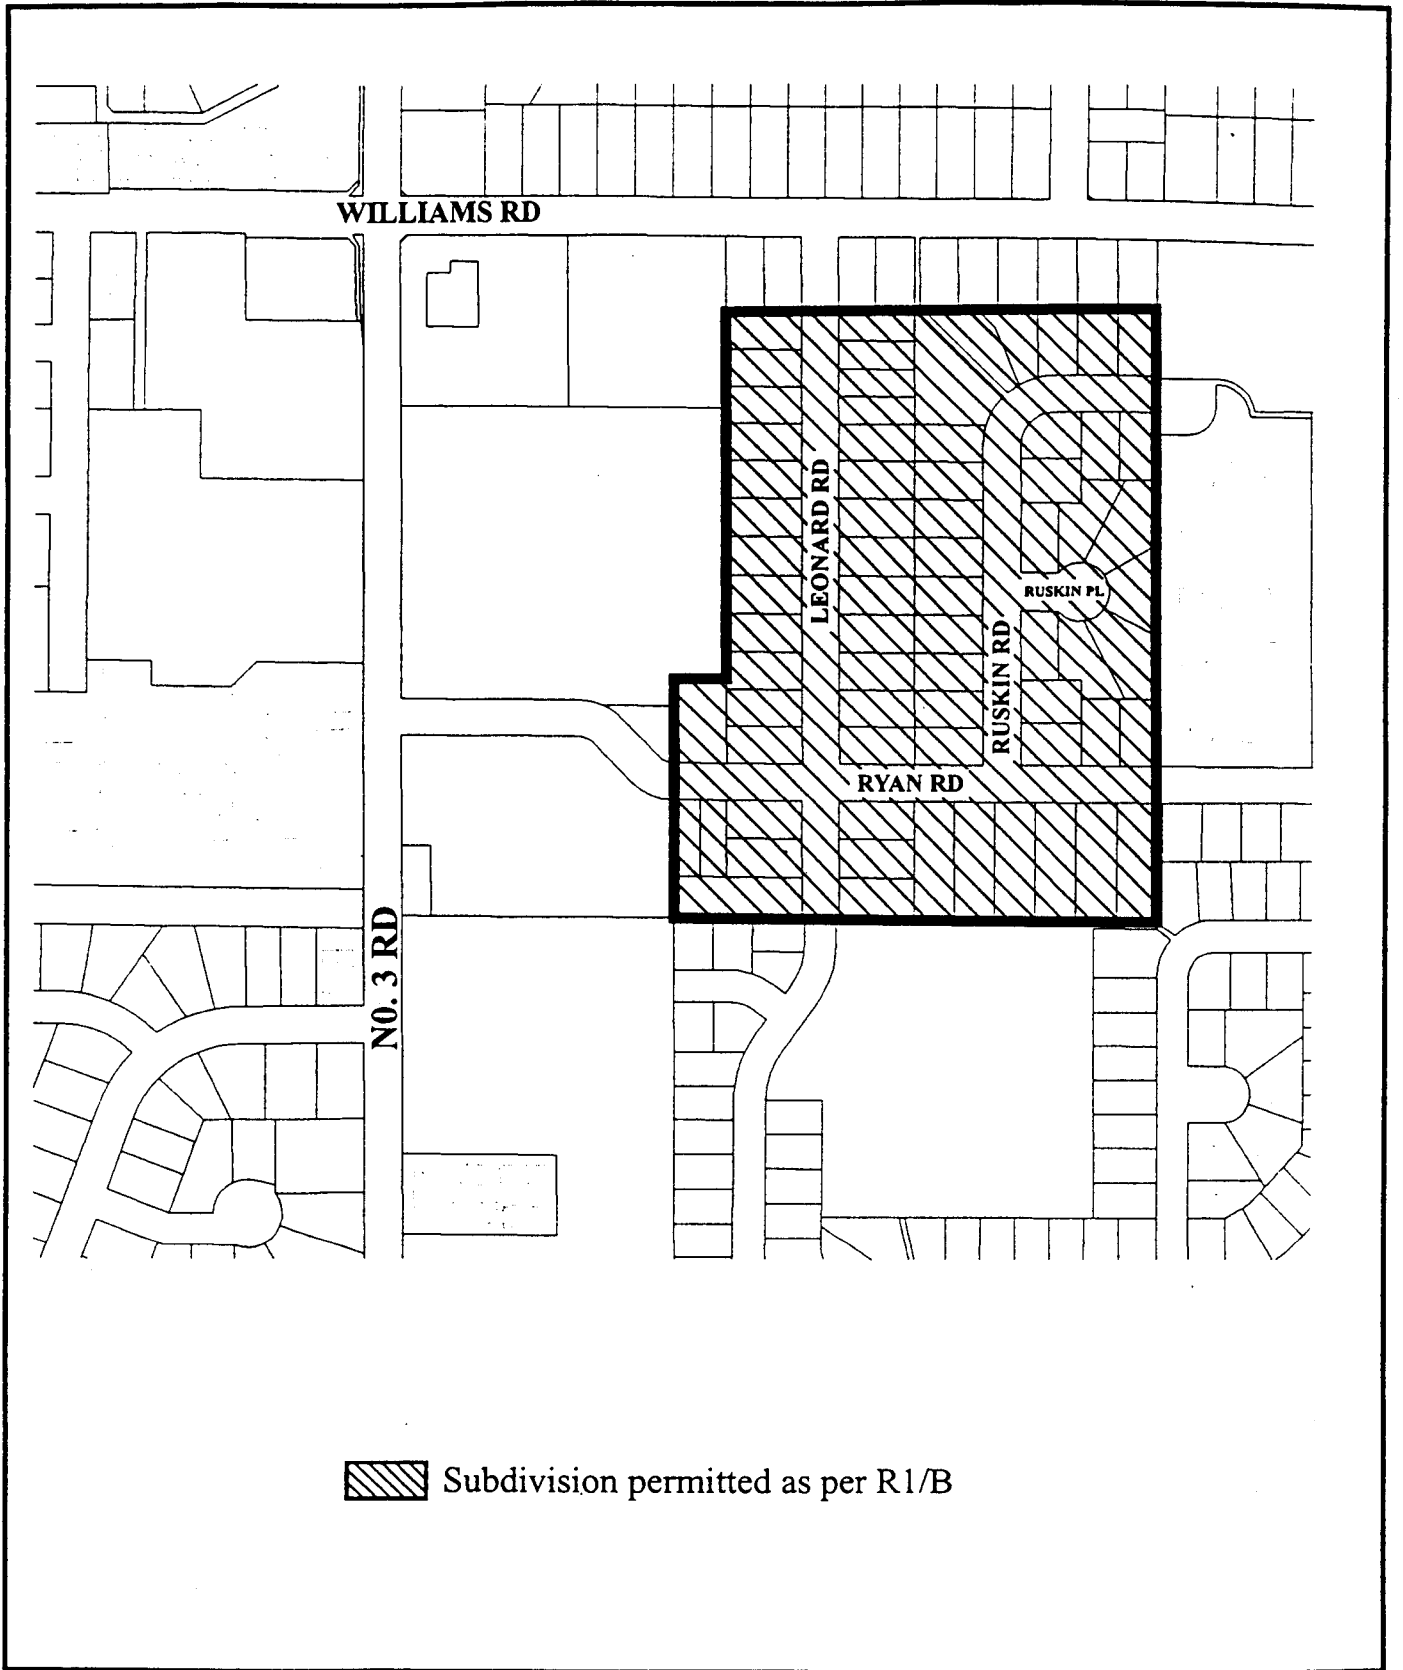 WILLIAMS RD
LEONARD RD
RUSKIN PL
RUSKIN RD
RYAN RD
N0. 3 RD
Subdivision permitted as per R1/B